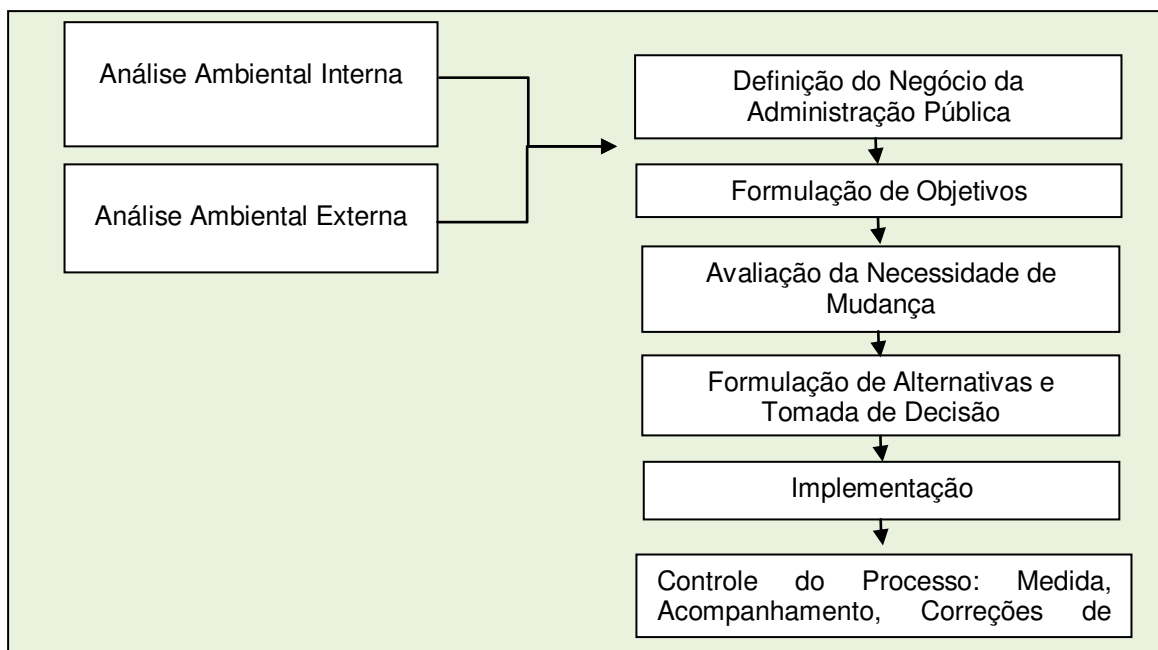 Análise Ambiental Interna
Análise Ambiental Externa
Definição do Negócio da
Administração Pública
Formulação de Objetivos
Avaliação da Necessidade de
Mudança
Formulação de Alternativas e
Tomada de Decisão
Implementação
Controle do Processo: Medida,
Acompanhamento, Correções de